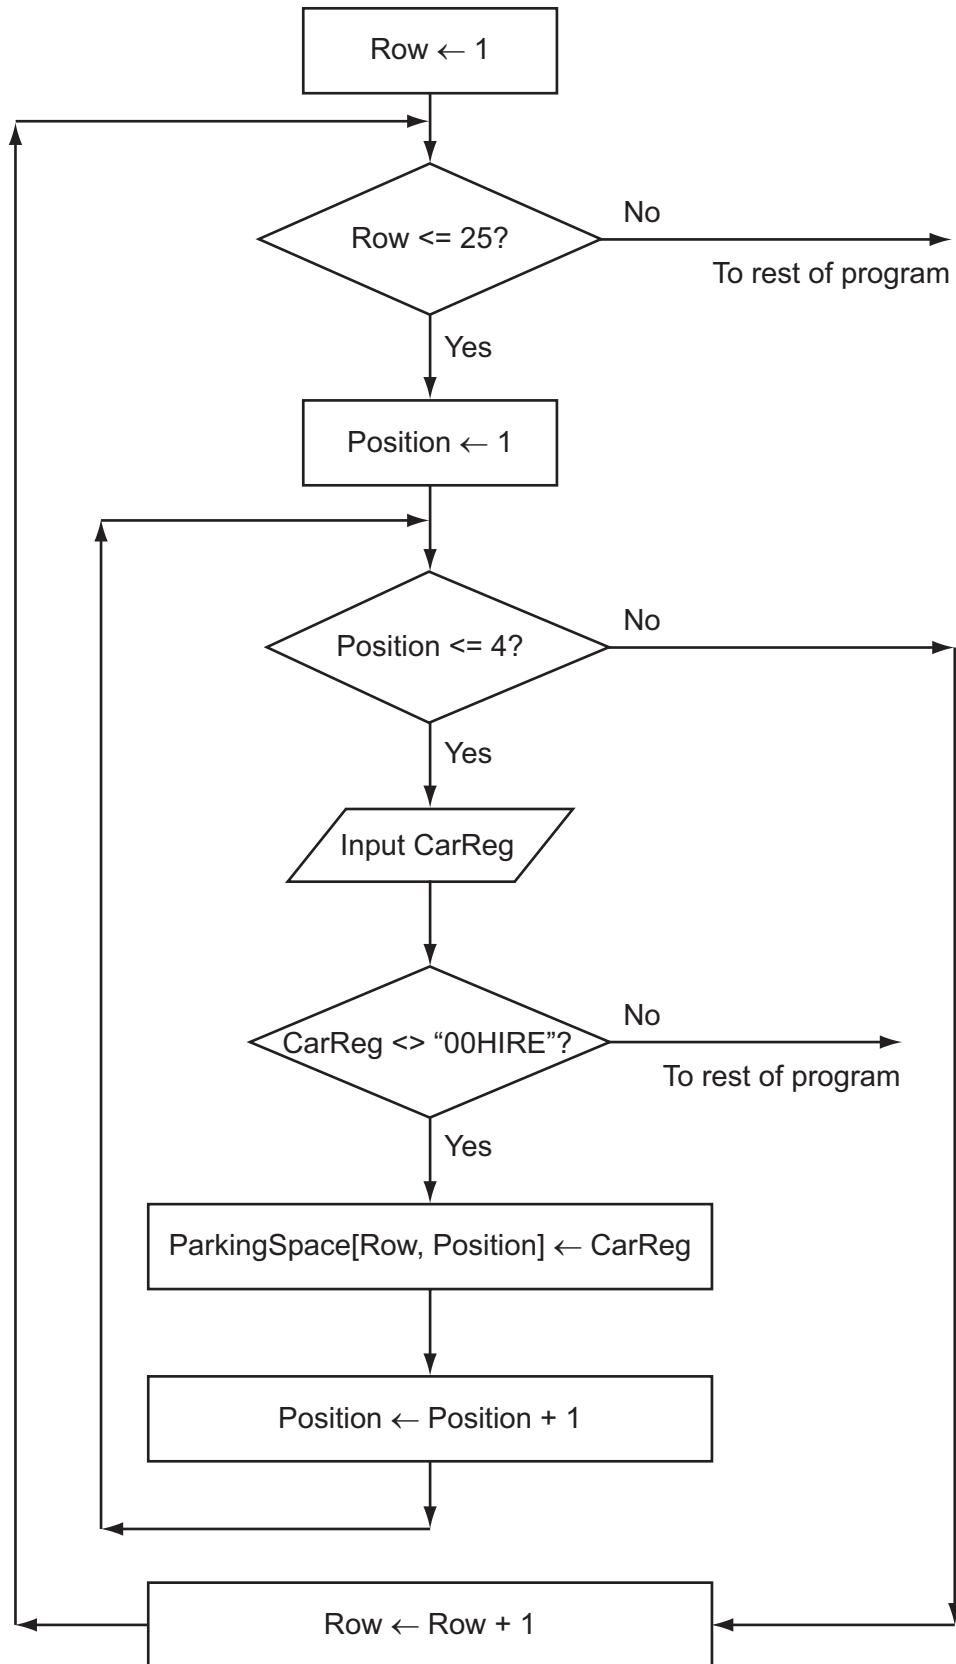 Row ← 1
Row <= 25?
No
To rest of program
Yes
Position ← 1
Position <= 4?
No
Yes
Input CarReg
CarReg <> “00HIRE”?
No
To rest of program
Yes
ParkingSpace[Row, Position] ← CarReg
Position ← Position + 1
Row ← Row + 1